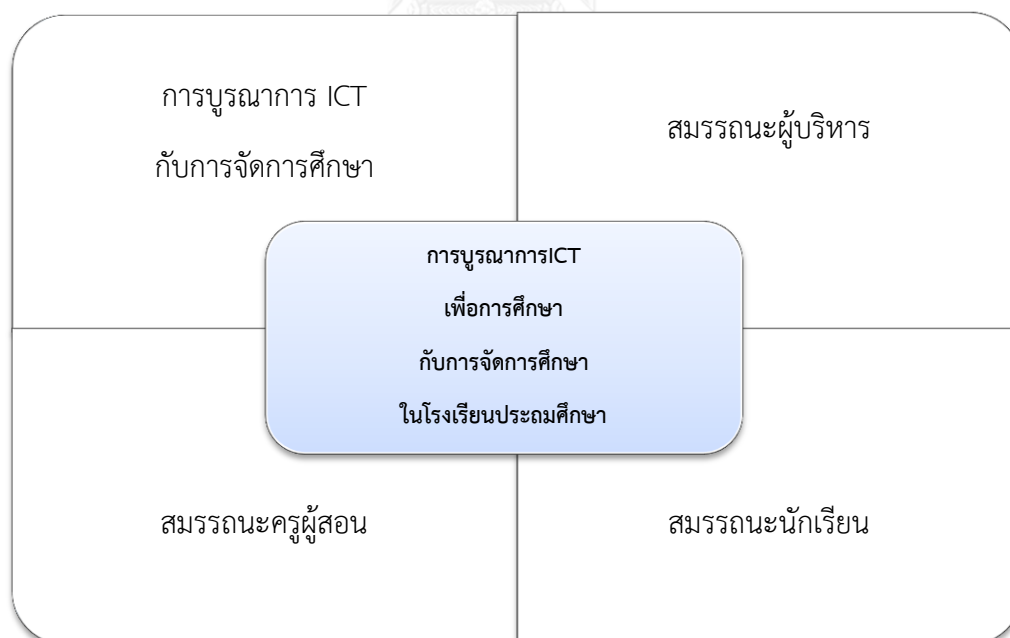 การบูรณาการ ICT
กับการจัดการศึกษา
สมรรถนะผู้บริหาร
การบูรณาการICT
เพื่อการศึกษา
กับการจัดการศึกษา
ในโรงเรียนประถมศึกษา
สมรรถนะครูผู้สอน
สมรรถนะนักเรียน